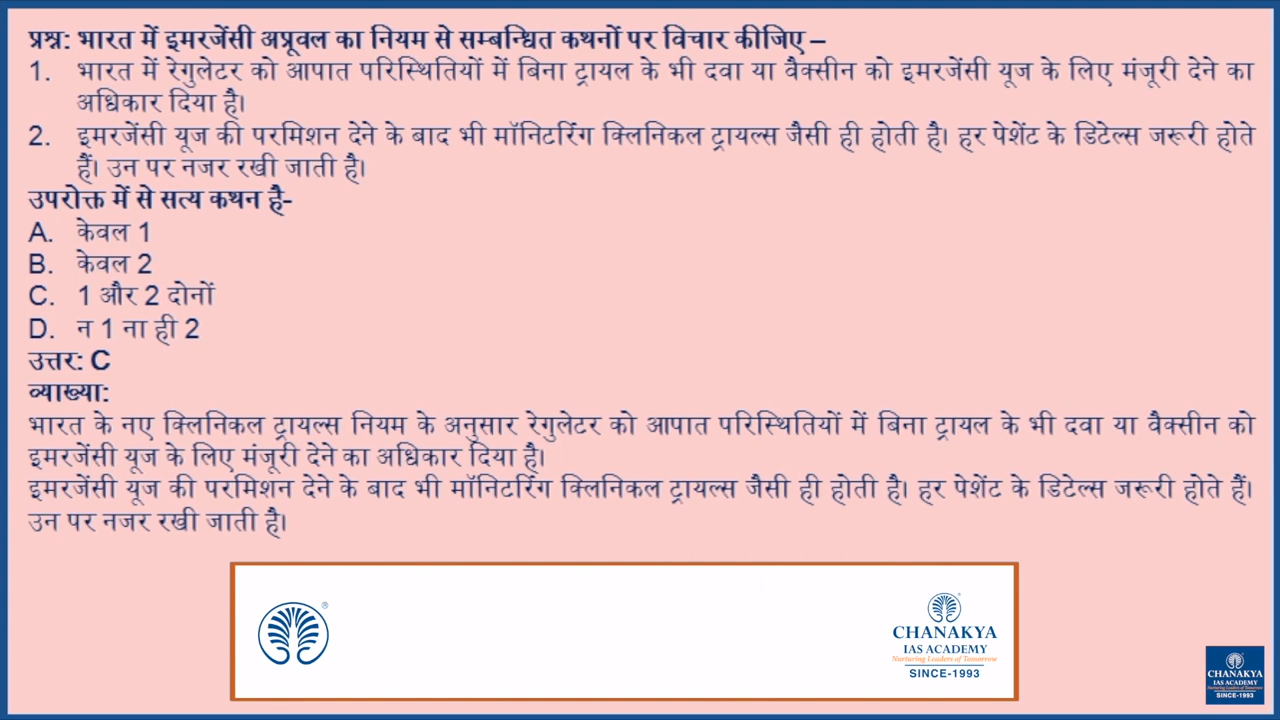 प्रश्न: भारत में इमरजेंसी अप्रूवल का नियम से सम्बन्धित कथनों पर विचार कीजिए –
1. भारत में रेगुलेटर को आपात परिस्थितियों में बिना ट्रायल के भी दवा या वैक्सीन को इमरजेंसी यूज के लिए मंजूरी देने का
अधिकार दिया है।
2. इमरजेंसी यूज की परमिशन देने के बाद भी मॉनिटरिंग क्लिनिकल ट्रायल्स जैसी ही होती है। हर पेशेंट के डिटेल्स जरूरी होते
हैं। उन पर नजर रखी जाती है।
उपरोक्त में से सत्य कथन है-
A. केवल 1
B. केवल 2
C. 1 और 2 दोनों
D. न 1 ना ही 2
उत्तर: C
व्याख्या:
भारत के नए क्लिनिकल ट्रायल्स नियम के अनुसार रेगुलेटर को आपात परिस्थितियों में बिना ट्रायल के भी दवा या वैक्सीन को
इमरजेंसी यूज के लिए मंजूरी देने का अधिकार दिया है।
इमरजेंसी यूज की परमिशन देने के बाद भी मॉनिटरिंग क्लिनिकल ट्रायल्स जैसी ही होती है। हर पेशेंट के डिटेल्स जरूरी होते हैं।
उन पर नजर रखी जाती है।
CHANAKYA
IAS ACADEMY
Nurturing Leaders of Tomorrow
SINCE-1993
CHANAKYA
IAS ACADEMY
Nurturing Leaders of Tomorrow
SINCE-1993